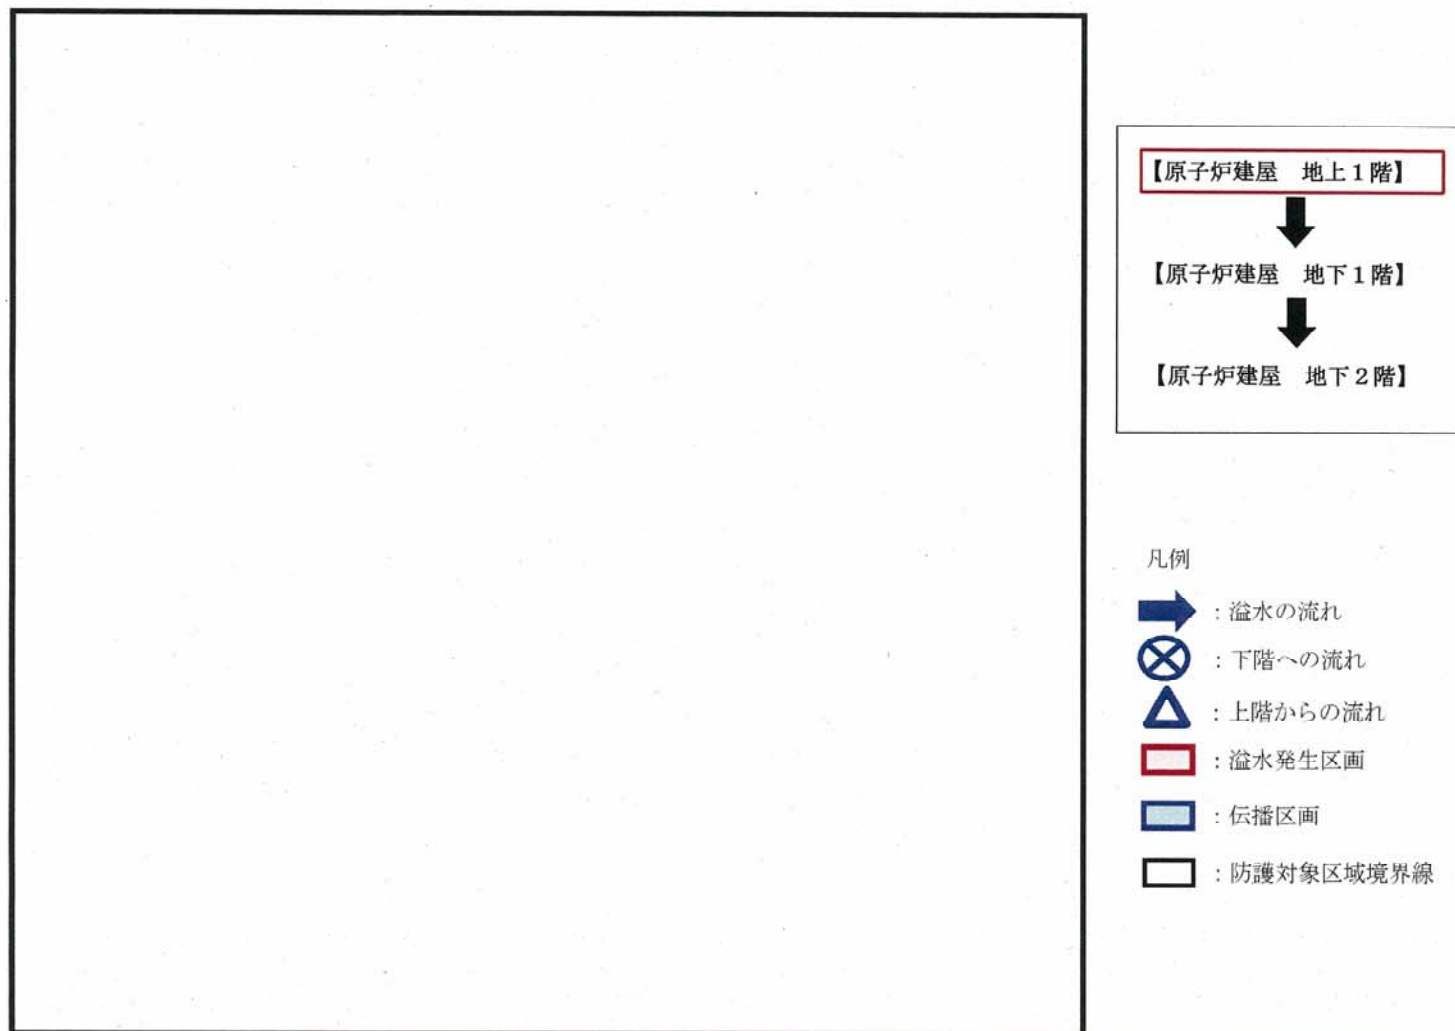 【原子炉建屋　地上1階】
【原子炉建屋　地下1階】
【原子炉建屋　地下2階】
凡例
：溢水の流れ
：下階への流れ
：上階からの流れ
：溢水発生区画
：伝播区画
：防護対象区域境界線